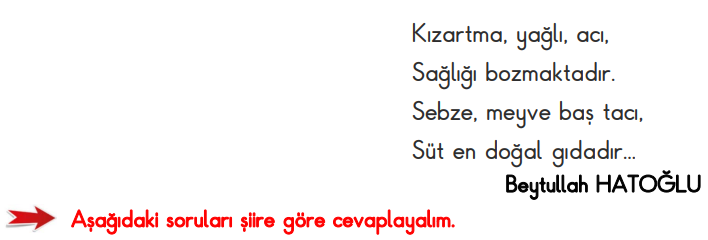 Kızartma, yağlı, acı,
Sağlığı bozmaktadır.
Sebze, meyve baş tacı,
Süt en doğal gıdadır...
Beytullah HATOĞLU
Aşağıdaki soruları şiire göre cevaplayalım.